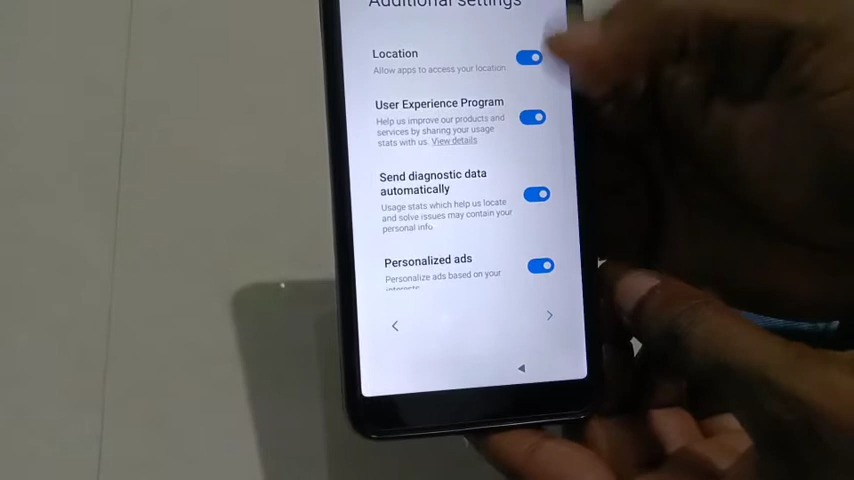 Additional settings
Location
Allow apps to access your location
User Experience Program
Help us improve our products and
services by sharing your usage
stats with us. View details
Send diagnostic data
automatically
Usage stats which help us locate
and solve issues may contain your
personal info.
Personalized ads
Personalize ads based on your
interests.